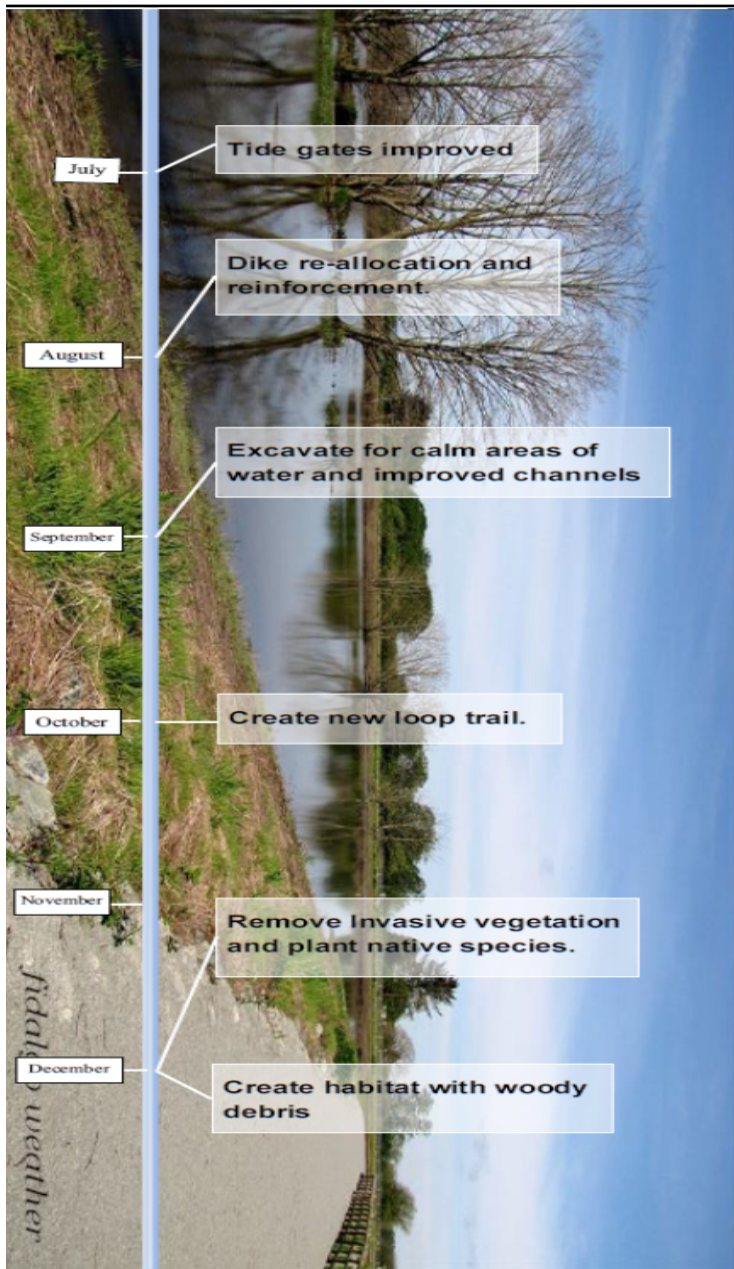 July
Tide gates improved
Dike re-allocation and
reinforcement.
August
Excavate for calm areas of
water and improved channels
September
October
Create new loop trail.
November
Remove Invasive vegetation
and plant native species.
December
Create habitat with woody
debris
fidalgo weather